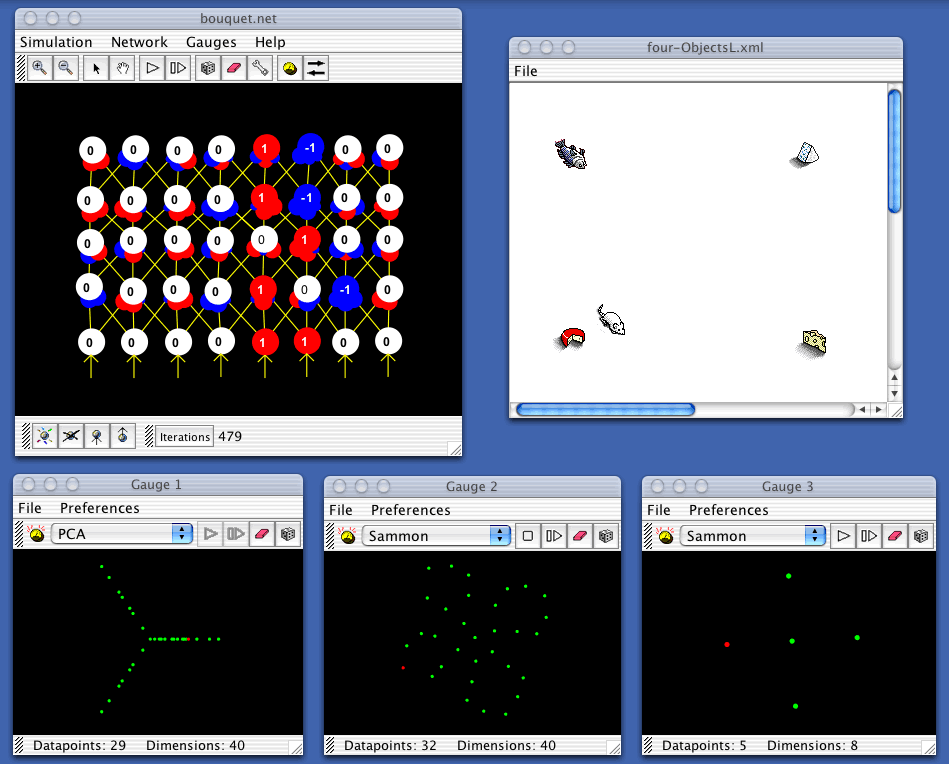 bouquet.net
Simulation Network Gauges Help
0 0 0 0 1 -1 0 0
0 0 0 0 1 -1 0 0
0 0 0 0 0 1 0 0
0 0 0 0 1 0 -1 0
0 0 0 0 1 1 0 0
Iterations 479
four-ObjectsL.xml
File
Gauge 1
File Preferences
PCA
Datapoints: 29 Dimensions: 40
Gauge 2
File Preferences
Sammon
Datapoints: 32 Dimensions: 40
Gauge 3
File Preferences
Sammon
Datapoints: 5 Dimensions: 8